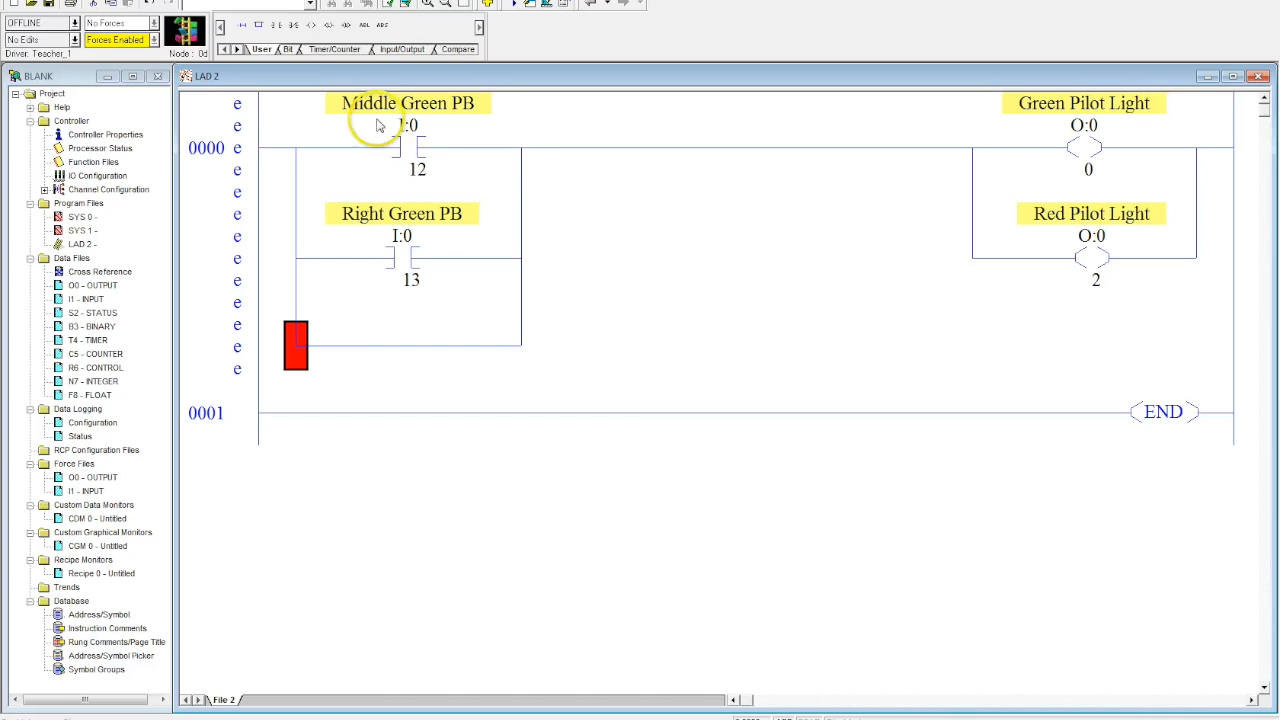 OFFLINE
No Forces
No Edits
Forces Enabled
Driver: Teacher_1
Node : 0d
User
Bit
Timer/Counter
Input/Output
Compare
BLANK
Project
Help
Controller
Controller Properties
Processor Status
Function Files
IO Configuration
Channel Configuration
Program Files
SYS 0 -
SYS 1 -
LAD 2 -
Data Files
Cross Reference
O0 - OUTPUT
I1 - INPUT
S2 - STATUS
B3 - BINARY
T4 - TIMER
C5 - COUNTER
R6 - CONTROL
N7 - INTEGER
F8 - FLOAT
Data Logging
Configuration
Status
RCP Configuration Files
Force Files
O0 - OUTPUT
I1 - INPUT
Custom Data Monitors
CDM 0 - Untitled
Custom Graphical Monitors
CGM 0 - Untitled
Recipe Monitors
Recipe 0 - Untitled
Trends
Database
Address/Symbol
Instruction Comments
Rung Comments/Page Title
Address/Symbol Picker
Symbol Groups
LAD 2
e Middle Green PB Green Pilot Light
e I:0 O:0
0000 e
e 12 0
e
e Right Green PB Red Pilot Light
e I:0 O:0
e
e 13 2
e
e
e
e
0001 END
File 2